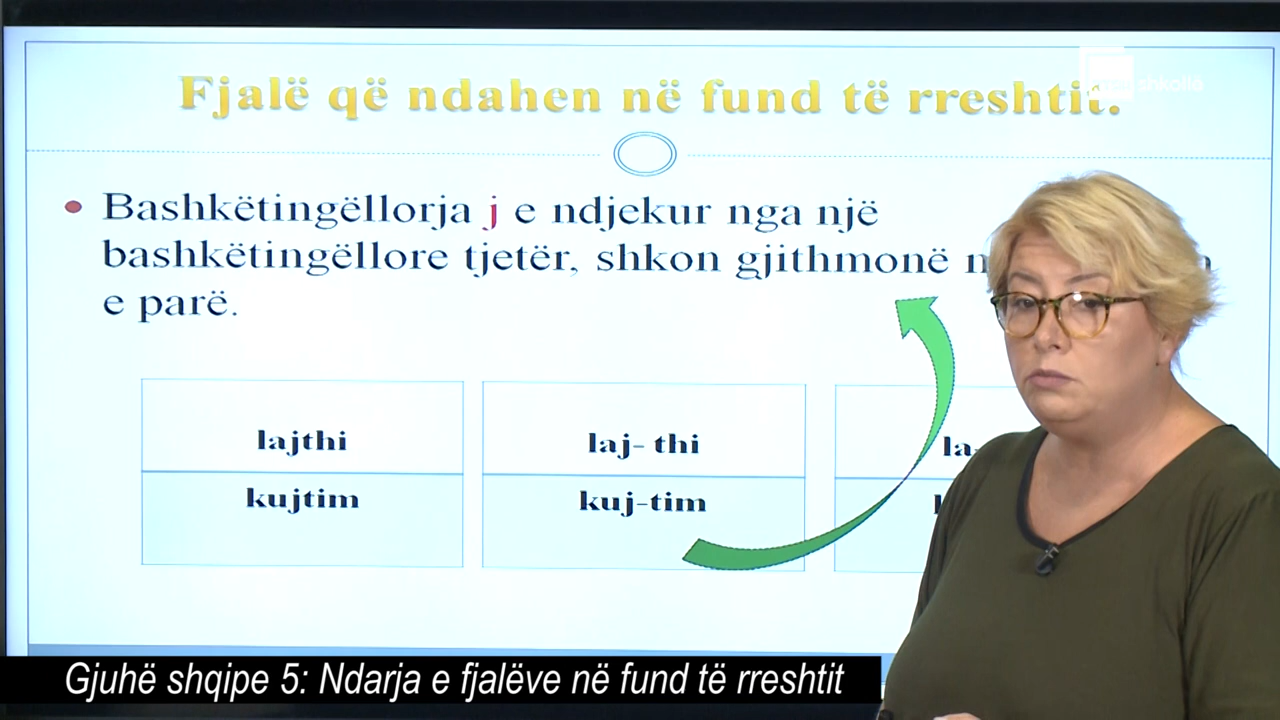 Fjalë që ndahen në fund të rreshtit.
shkollë
Bashkëtingëllorja j e ndjekur nga një
bashkëtingëllore tjetër, shkon gjithmonë
e parë.
lajthi
laj- thi
la-
kujtim
kuj-tim
Gjuhë shqipe 5: Ndarja e fjalëve në fund të rreshtit